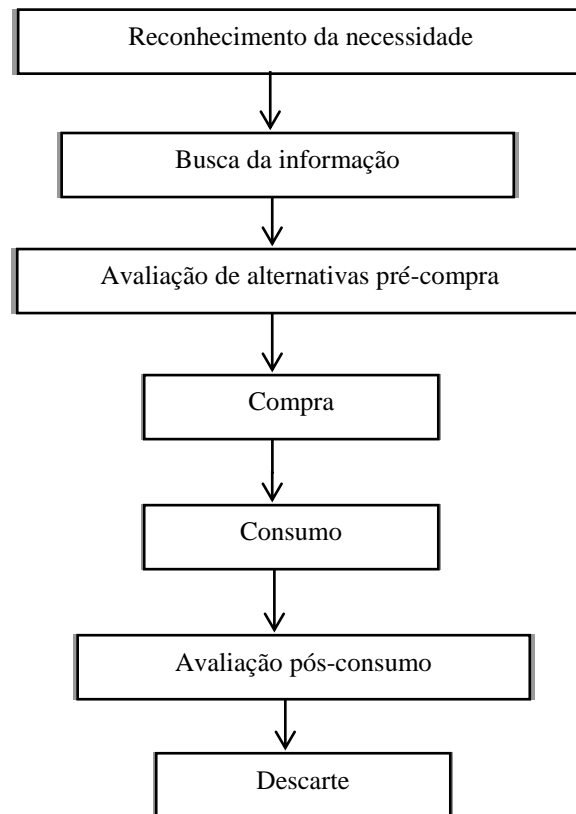 Reconhecimento da necessidade
Busca da informação
Avaliação de alternativas pré-compra
Compra
Consumo
Avaliação pós-consumo
Descarte